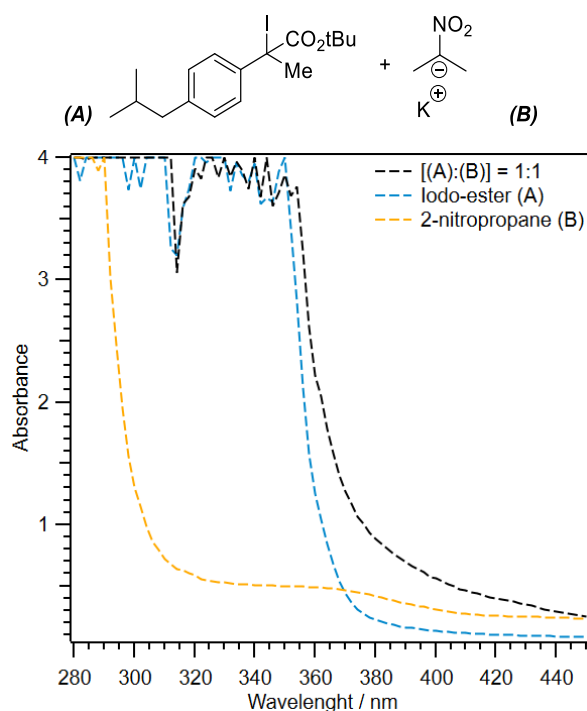 NO₂
I
CO₂tBu
Me
+
⊖
K⊕
(A)
(B)
[(A):(B)] = 1:1
Iodo-ester (A)
2-nitropropane (B)
4
3
2
1
Absorbance
280
300
320
340
360
380
400
420
440
Wavelenght / nm